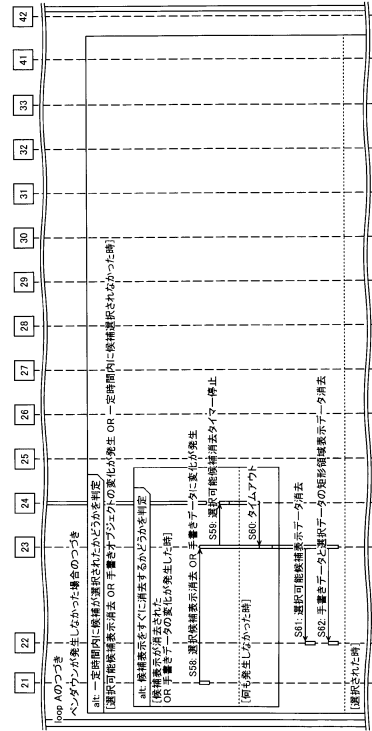 21 22 23 24 25 26 27 28 29 30 31 32 33 41 42
loop Aのつづき
ペンダウンが発生しなかった場合のつづき
alt: 一定時間内に候補が選択されたかどうかを判定
[選択可能候補表示消去 OR 手書きオブジェクトの変化が発生 OR 一定時間内に候補選択されなかった時]
alt: 候補表示をすぐに消去するかどうかを判定
[候補表示が消去された
OR 手書きデータの変化が発生した時]
S58: 選択候補表示消去 OR 手書きデータに変化が発生
S59: 選択可能候補消去タイマー停止
[何も発生しなかった時]
S60: タイムアウト
S61: 選択可能候補表示データ消去
S62: 手書きデータと選択データの矩形領域表示データ消去
[選択された時]